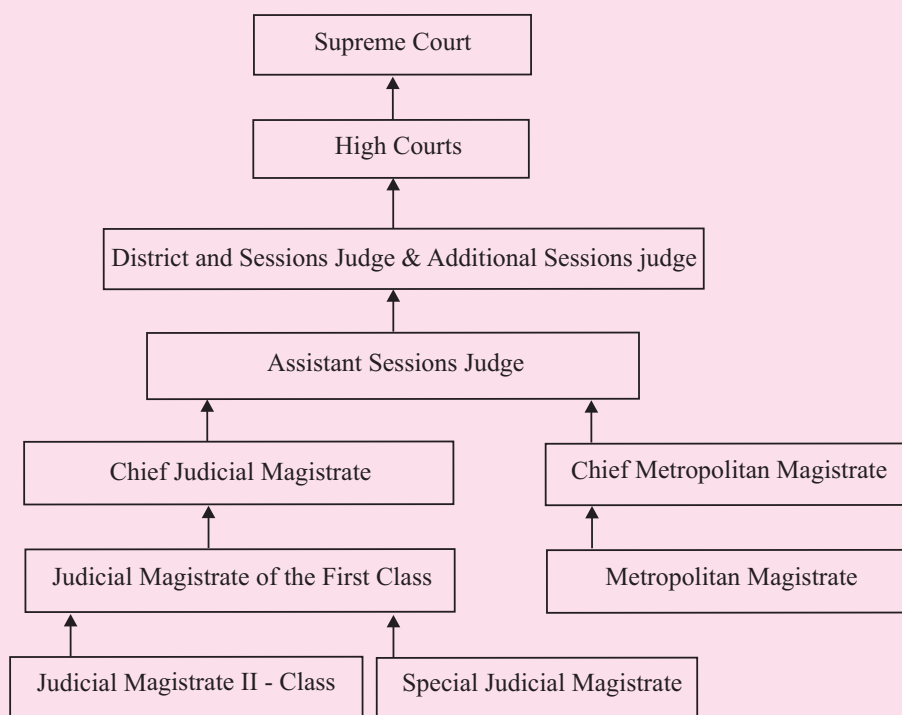 Supreme Court
High Courts
District and Sessions Judge & Additional Sessions judge
Assistant Sessions Judge
Chief Judicial Magistrate
Chief Metropolitan Magistrate
Judicial Magistrate of the First Class
Metropolitan Magistrate
Judicial Magistrate II - Class
Special Judicial Magistrate